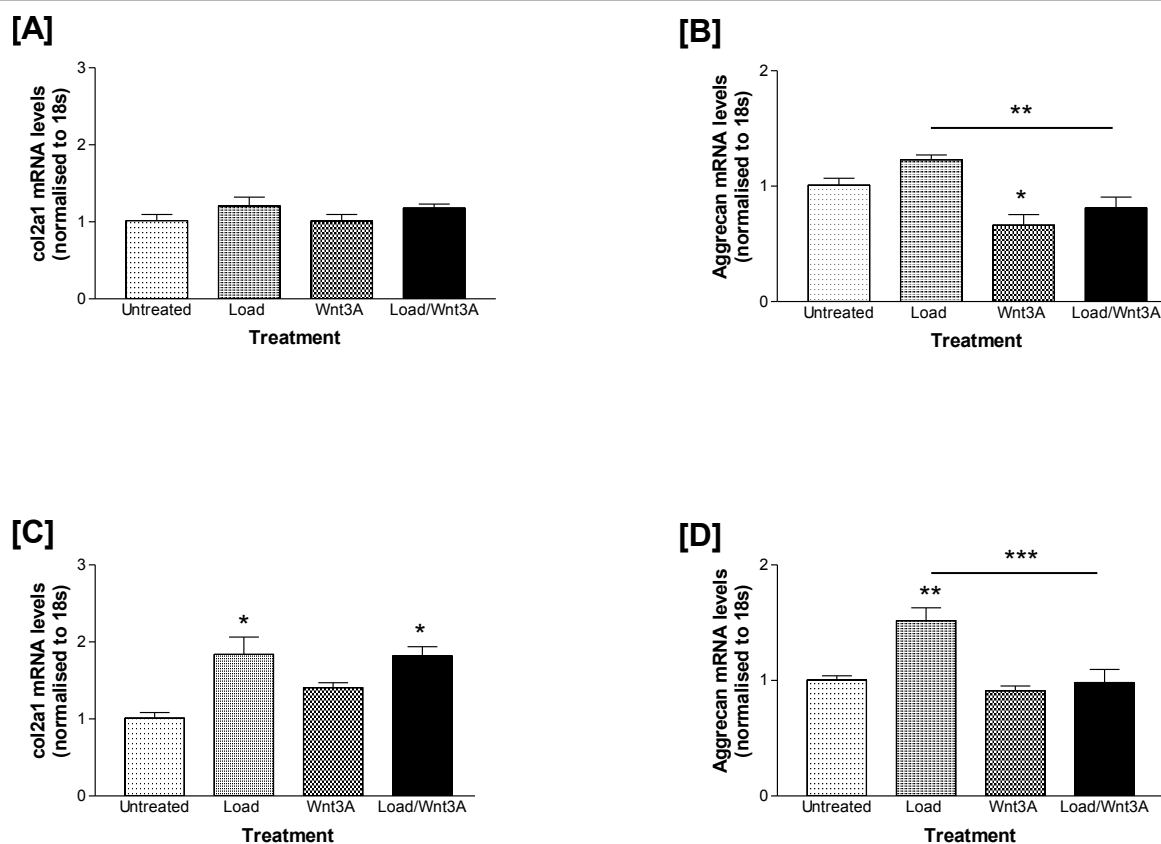 [A]
col2a1 mRNA levels
(normalised to 18s)
3
2
1
0
Untreated Load Wnt3A Load/Wnt3A
Treatment
[B]
Aggrecan mRNA levels
(normalised to 18s)
2
1
0
**
*
Untreated Load Wnt3A Load/Wnt3A
Treatment
[C]
col2a1 mRNA levels
(normalised to 18s)
3
2
1
0
* *
Untreated Load Wnt3A Load/Wnt3A
Treatment
[D]
Aggrecan mRNA levels
(normalised to 18s)
2
1
0
***
**
Untreated Load Wnt3A Load/Wnt3A
Treatment